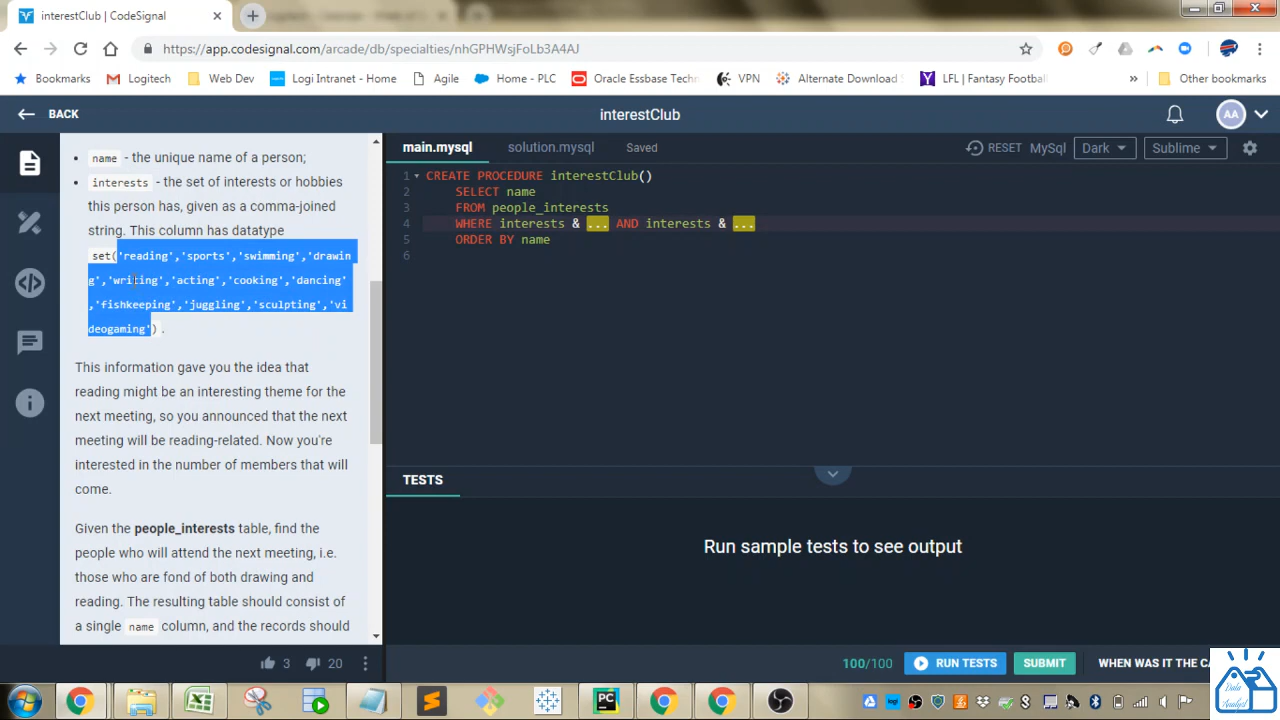 interestClub | CodeSignal
https://app.codesignal.com/arcade/db/specialties/nhGPHWsjFoLb3A4AJ
Bookmarks Logitech Web Dev Logi Intranet - Home Agile Home - PLC Oracle Essbase Techn VPN Alternate Download LFL | Fantasy Football » Other bookmarks
BACK interestClub AA
name - the unique name of a person;
interests - the set of interests or hobbies
this person has, given as a comma-joined
string. This column has datatype
set('reading','sports','swimming','drawin
g','writing','acting','cooking','dancing'
,'fishkeeping','juggling','sculpting','vi
deogaming').
This information gave you the idea that
reading might be an interesting theme for the
next meeting, so you announced that the next
meeting will be reading-related. Now you're
interested in the number of members that will
come.
Given the people_interests table, find the
people who will attend the next meeting, i.e.
those who are fond of both drawing and
reading. The resulting table should consist of
a single name column, and the records should
3 20
main.mysql solution.mysql Saved RESET MySql Dark Sublime
1 CREATE PROCEDURE interestClub()
2 SELECT name
3 FROM people_interests
4 WHERE interests & ... AND interests & ...
5 ORDER BY name
6
TESTS
Run sample tests to see output
100/100 RUN TESTS SUBMIT WHEN WAS IT THE CA
PC
Data
Analyst